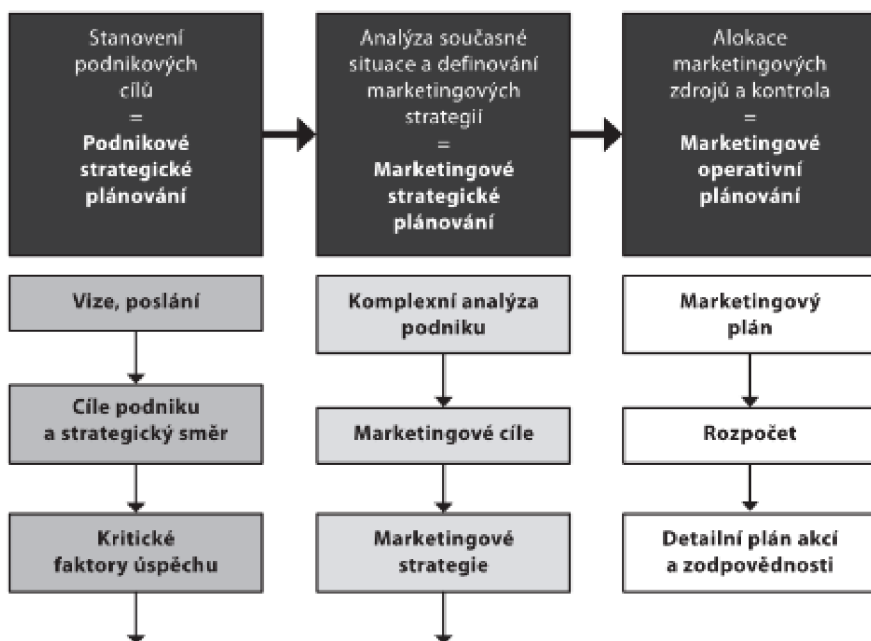 Stanovení
podnikových
cílů
=
Podnikové
strategické
plánování
Analýza současné
situace a definování
marketingových
strategií
=
Marketingové
strategické
plánování
Alokace
marketingových
zdrojů a kontrola
=
Marketingové
operativní
plánování
Vize, poslání
Cíle podniku
a strategický směr
Kritické
faktory úspěchu
Komplexní analýza
podniku
Marketingové cíle
Marketingové
strategie
Marketingový
plán
Rozpočet
Detailní plán akcí
a zodpovědnosti